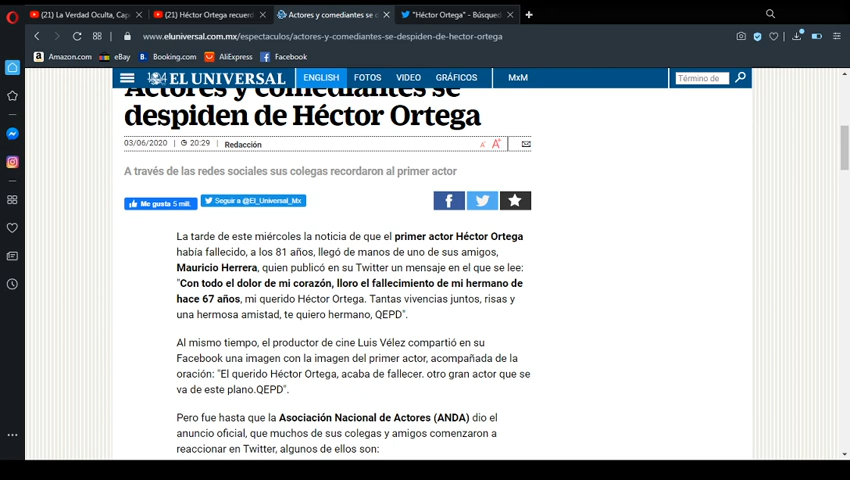 (21) La Verdad Oculta, Cap
(21) Héctor Ortega recuerd
Actores y comediantes se d
"Héctor Ortega" - Búsqued
www.eluniversal.com.mx/espectaculos/actores-y-comediantes-se-despiden-de-hector-ortega
Amazon.com
eBay
Booking.com
AliExpress
Facebook
EL UNIVERSAL
ENGLISH
FOTOS
VIDEO
GRÁFICOS
MxM
Término de
Actores y comediantes se
despiden de Héctor Ortega
03/06/2020
20:29
Redacción
A
A+
A través de las redes sociales sus colegas recordaron al primer actor
Me gusta 5 mill.
Seguir a @El_Universal_Mx
La tarde de este miércoles la noticia de que el primer actor Héctor Ortega
había fallecido, a los 81 años, llegó de manos de uno de sus amigos,
Mauricio Herrera, quien publicó en su Twitter un mensaje en el que se lee:
"Con todo el dolor de mi corazón, lloro el fallecimiento de mi hermano de
hace 67 años, mi querido Héctor Ortega. Tantas vivencias juntos, risas y
una hermosa amistad, te quiero hermano, QEPD".
Al mismo tiempo, el productor de cine Luis Vélez compartió en su
Facebook una imagen con la imagen del primer actor, acompañada de la
oración: "El querido Héctor Ortega, acaba de fallecer. otro gran actor que se
va de este plano.QEPD".
Pero fue hasta que la Asociación Nacional de Actores (ANDA) dio el
anuncio oficial, que muchos de sus colegas y amigos comenzaron a
reaccionar en Twitter, algunos de ellos son: